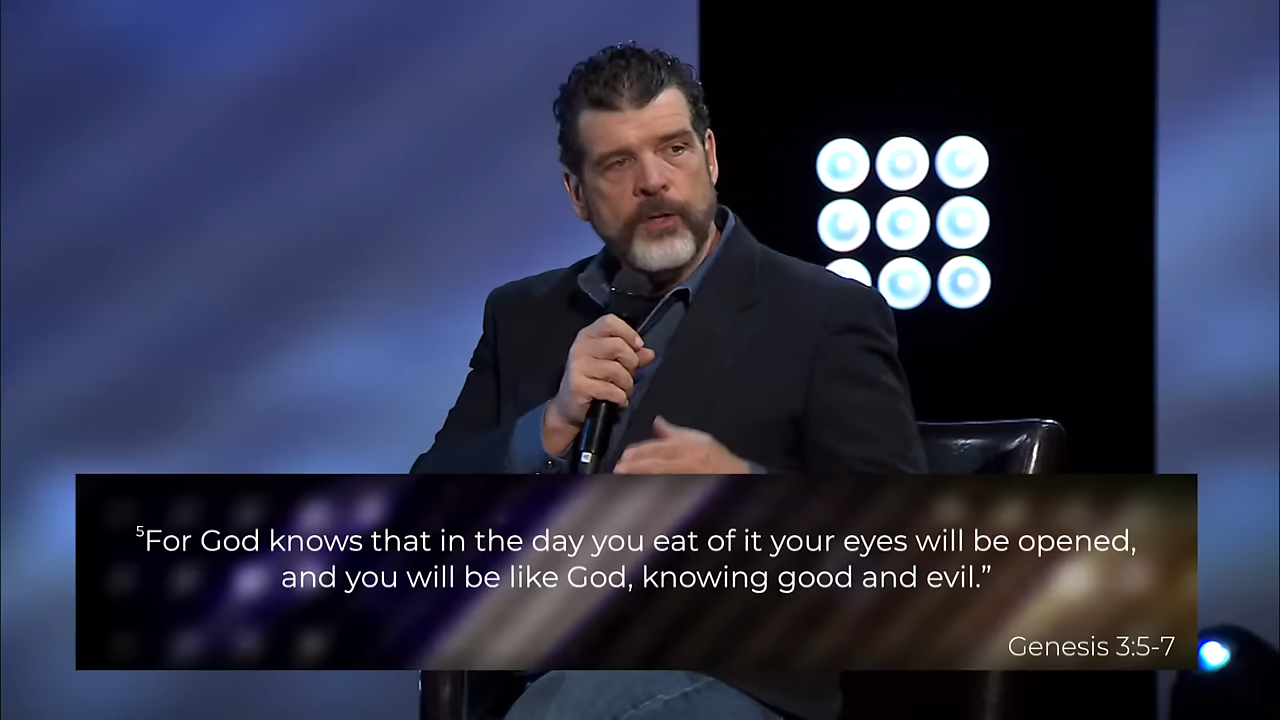 ⁵For God knows that in the day you eat of it your eyes will be opened,
and you will be like God, knowing good and evil.”
Genesis 3:5-7